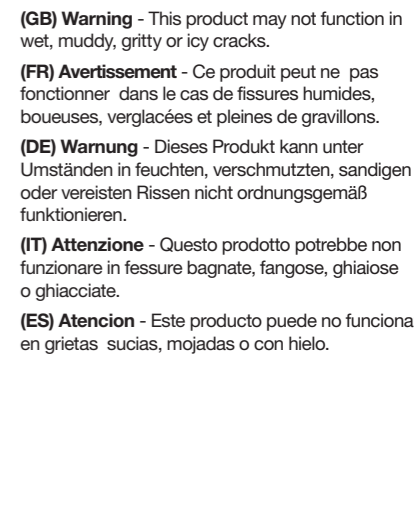 (GB) Warning - This product may not function in
wet, muddy, gritty or icy cracks.
(FR) Avertissement - Ce produit peut ne  pas
fonctionner  dans le cas de fissures humides,
boueuses, verglacées et pleines de gravillons.
(DE) Warnung - Dieses Produkt kann unter
Umständen in feuchten, verschmutzten, sandigen
oder vereisten Rissen nicht ordnungsgemäß
funktionieren.
(IT) Attenzione - Questo prodotto potrebbe non
funzionare in fessure bagnate, fangose, ghiaiose
o ghiacciate.
(ES) Atencion - Este producto puede no funciona
en grietas  sucias, mojadas o con hielo.